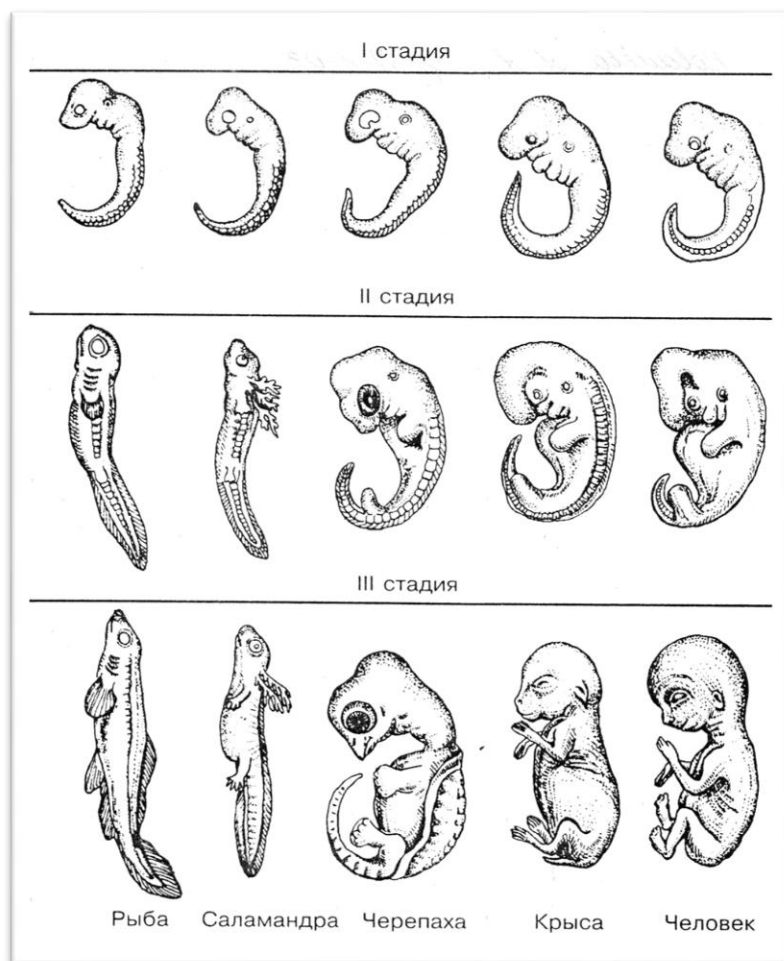 I стадия
II стадия
III стадия
Рыба Саламандра Черепаха Крыса Человек